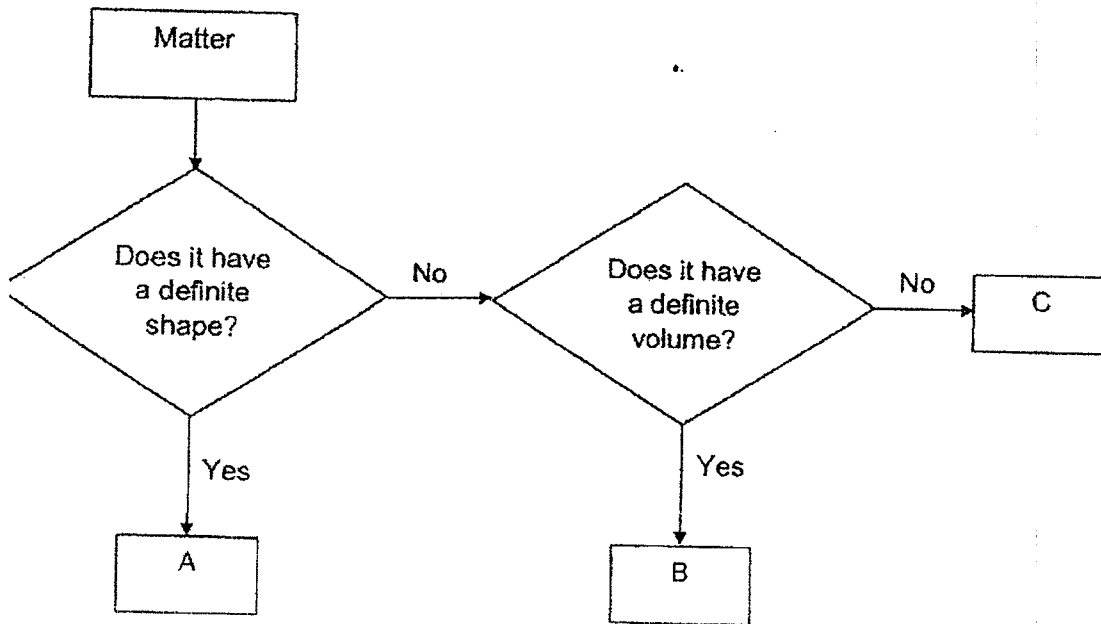 Matter
Does it have
a definite
shape?
No
Does it have
a definite
volume?
No
C
Yes
Yes
A
B